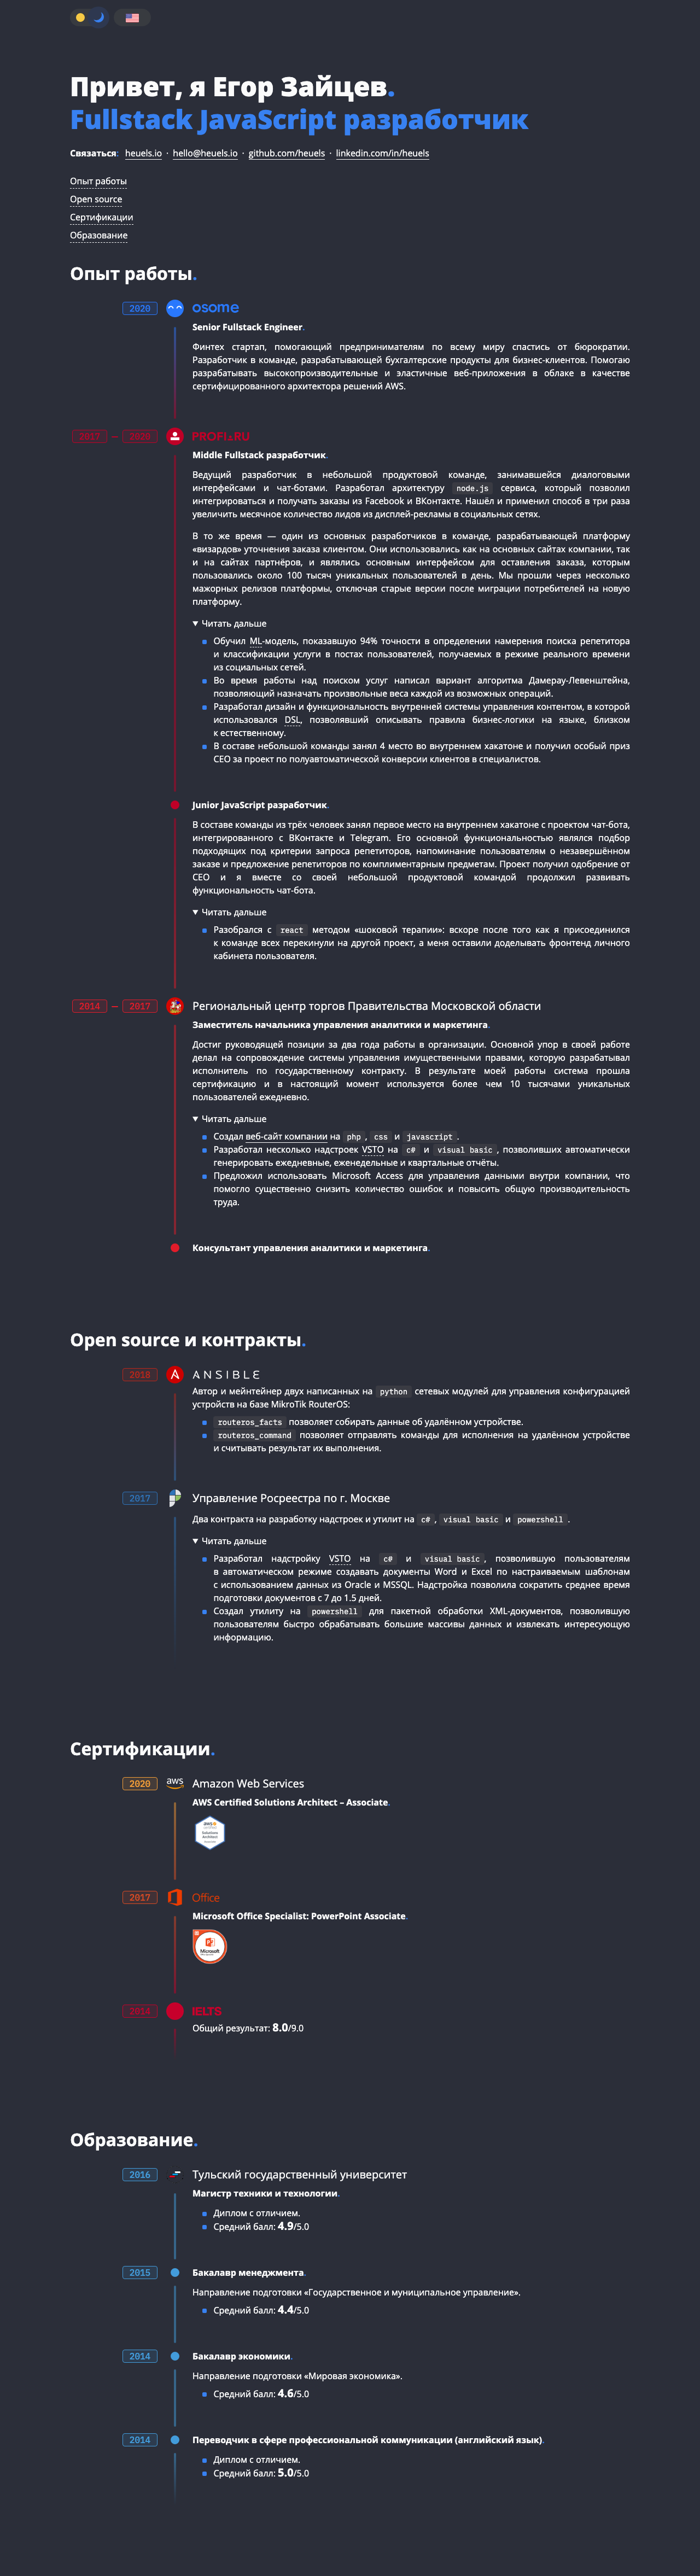 Привет, я Егор Зайцев.
Fullstack JavaScript разработчик
Связаться: heuels.io · hello@heuels.io · github.com/heuels · linkedin.com/in/heuels
Опыт работы
Open source
Сертификации
Образование
Опыт работы.
2020 osome
Senior Fullstack Engineer.
Финтех стартап, помогающий предпринимателям по всему миру спастись от бюрократии.
Разработчик в команде, разрабатывающей бухгалтерские продукты для бизнес-клиентов. Помогаю
разрабатывать высокопроизводительные и эластичные веб-приложения в облаке в качестве
сертифицированного архитектора решений AWS.
2017 — 2020 PROFI.RU
Middle Fullstack разработчик.
Ведущий разработчик в небольшой продуктовой команде, занимавшейся диалоговыми
интерфейсами и чат-ботами. Разработал архитектуру node.js сервиса, который позволил
интегрироваться и получать заказы из Facebook и ВКонтакте. Нашёл и применил способ в три раза
увеличить месячное количество лидов из дисплей-рекламы в социальных сетях.
В то же время — один из основных разработчиков в команде, разрабатывающей платформу
«визардов» уточнения заказа клиентом. Они использовались как на основных сайтах компании, так
и на сайтах партнёров, и являлись основным интерфейсом для оставления заказа, которым
пользовались около 100 тысяч уникальных пользователей в день. Мы прошли через несколько
мажорных релизов платформы, отключая старые версии после миграции потребителей на новую
платформу.
▼ Читать дальше
Обучил ML-модель, показавшую 94% точности в определении намерения поиска репетитора
и классификации услуги в постах пользователей, получаемых в режиме реального времени
из социальных сетей.
Во время работы над поиском услуг написал вариант алгоритма Дамерау-Левенштейна,
позволяющий назначать произвольные веса каждой из возможных операций.
Разработал дизайн и функциональность внутренней системы управления контентом, в которой
использовался DSL, позволявший описывать правила бизнес-логики на языке, близком
к естественному.
В составе небольшой команды занял 4 место во внутреннем хакатоне и получил особый приз
CEO за проект по полуавтоматической конверсии клиентов в специалистов.
Junior JavaScript разработчик.
В составе команды из трёх человек занял первое место на внутреннем хакатоне с проектом чат-бота,
интегрированного с ВКонтакте и Telegram. Его основной функциональностью являлся подбор
подходящих под критерии запроса репетиторов, напоминание пользователям о незавершённом
заказе и предложение репетиторов по комплиментарным предметам. Проект получил одобрение от
CEO и я вместе со своей небольшой продуктовой командой продолжил развивать
функциональность чат-бота.
▼ Читать дальше
Разобрался с react методом «шоковой терапии»: вскоре после того как я присоединился
к команде всех перекинули на другой проект, а меня оставили доделывать фронтенд личного
кабинета пользователя.
2014 — 2017 Региональный центр торгов Правительства Московской области
Заместитель начальника управления аналитики и маркетинга.
Достиг руководящей позиции за два года работы в организации. Основной упор в своей работе
делал на сопровождение системы управления имущественными правами, которую разрабатывал
исполнитель по государственному контракту. В результате моей работы система прошла
сертификацию и в настоящий момент используется более чем 10 тысячами уникальных
пользователей ежедневно.
▼ Читать дальше
Создал веб-сайт компании на php, css и javascript.
Разработал несколько надстроек VSTO на c# и visual basic, позволивших автоматически
генерировать ежедневные, еженедельные и квартальные отчёты.
Предложил использовать Microsoft Access для управления данными внутри компании, что
помогло существенно снизить количество ошибок и повысить общую производительность
труда.
Консультант управления аналитики и маркетинга.
Open source и контракты.
2018 ANSIBLE
Автор и мейнтейнер двух написанных на python сетевых модулей для управления конфигурацией
устройств на базе MikroTik RouterOS:
routeros_facts позволяет собирать данные об удалённом устройстве.
routeros_command позволяет отправлять команды для исполнения на удалённом устройстве
и считывать результат их выполнения.
2017 Управление Росреестра по г. Москве
Два контракта на разработку надстроек и утилит на c#, visual basic и powershell.
▼ Читать дальше
Разработал надстройку VSTO на c# и visual basic, позволившую пользователям
в автоматическом режиме создавать документы Word и Excel по настраиваемым шаблонам
с использованием данных из Oracle и MSSQL. Надстройка позволила сократить среднее время
подготовки документов с 7 до 1.5 дней.
Создал утилиту на powershell для пакетной обработки XML-документов, позволившую
пользователям быстро обрабатывать большие массивы данных и извлекать интересующую
информацию.
Сертификации.
2020 aws Amazon Web Services
AWS Certified Solutions Architect – Associate.
aws
Solutions
Architect
2017 Office
Microsoft Office Specialist: PowerPoint Associate.
Microsoft
2014 IELTS
Общий результат: 8.0/9.0
Образование.
2016 Тульский государственный университет
Магистр техники и технологии.
Диплом с отличием.
Средний балл: 4.9/5.0
2015 Бакалавр менеджмента.
Направление подготовки «Государственное и муниципальное управление».
Средний балл: 4.4/5.0
2014 Бакалавр экономики.
Направление подготовки «Мировая экономика».
Средний балл: 4.6/5.0
2014 Переводчик в сфере профессиональной коммуникации (английский язык).
Диплом с отличием.
Средний балл: 5.0/5.0